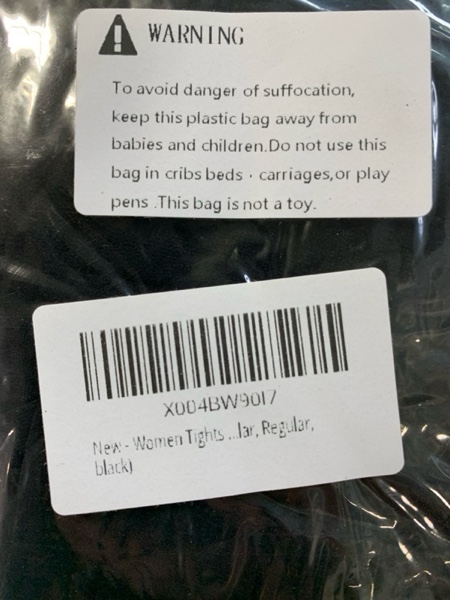 WARNING
To avoid danger of suffocation,
keep this plastic bag away from
babies and children.Do not use this
bag in cribs beds · carriages,or play
pens .This bag is not a toy.
X004BW9OI7
New - Women Tights ...lar, Regular,
black)